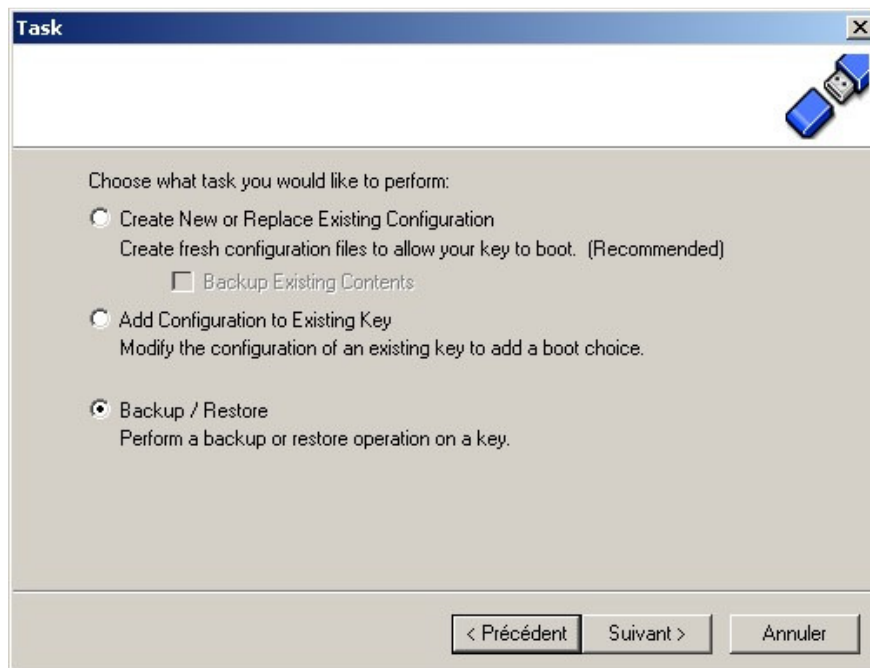 Task
Choose what task you would like to perform:
Create New or Replace Existing Configuration
Create fresh configuration files to allow your key to boot. (Recommended)
Backup Existing Contents
Add Configuration to Existing Key
Modify the configuration of an existing key to add a boot choice.
Backup / Restore
Perform a backup or restore operation on a key.
< Précédent
Suivant >
Annuler